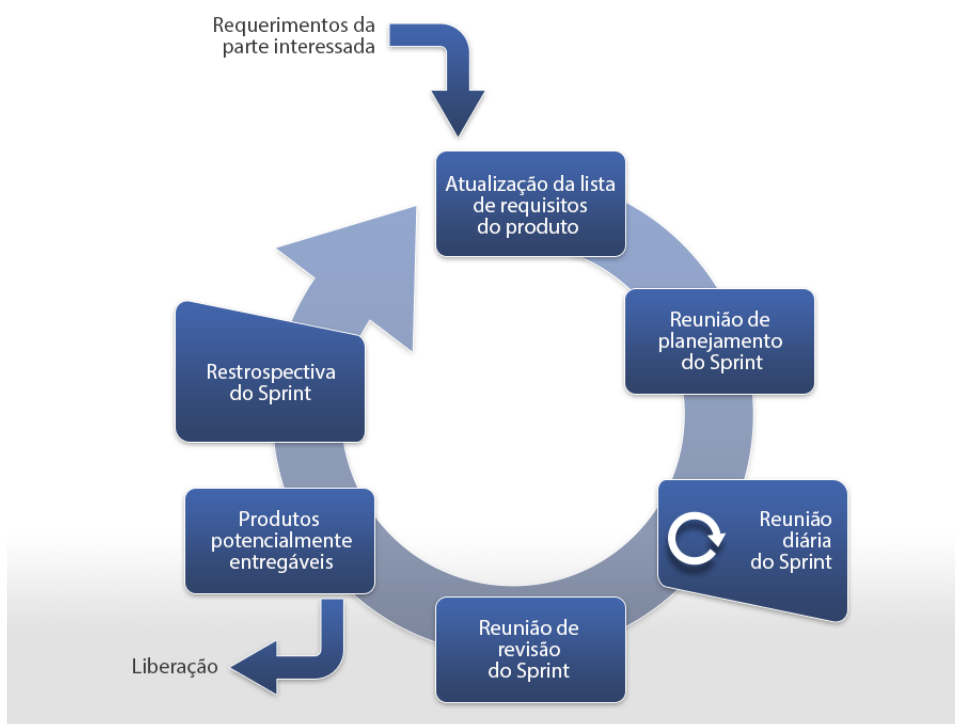 Requerimentos da
parte interessada
Atualização da lista
de requisitos
do produto
Reunião de
planejamento
do Sprint
Reunião
diária
do Sprint
Reunião de
revisão
do Sprint
Produtos
potencialmente
entregáveis
Liberação
Restrospectiva
do Sprint